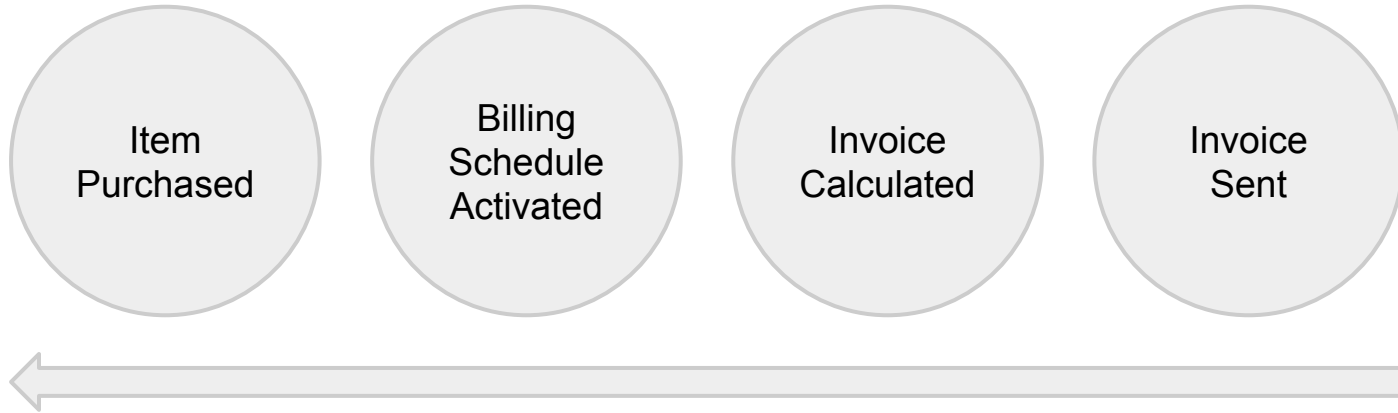 Item
Purchased
Billing
Schedule
Activated
Invoice
Calculated
Invoice
Sent